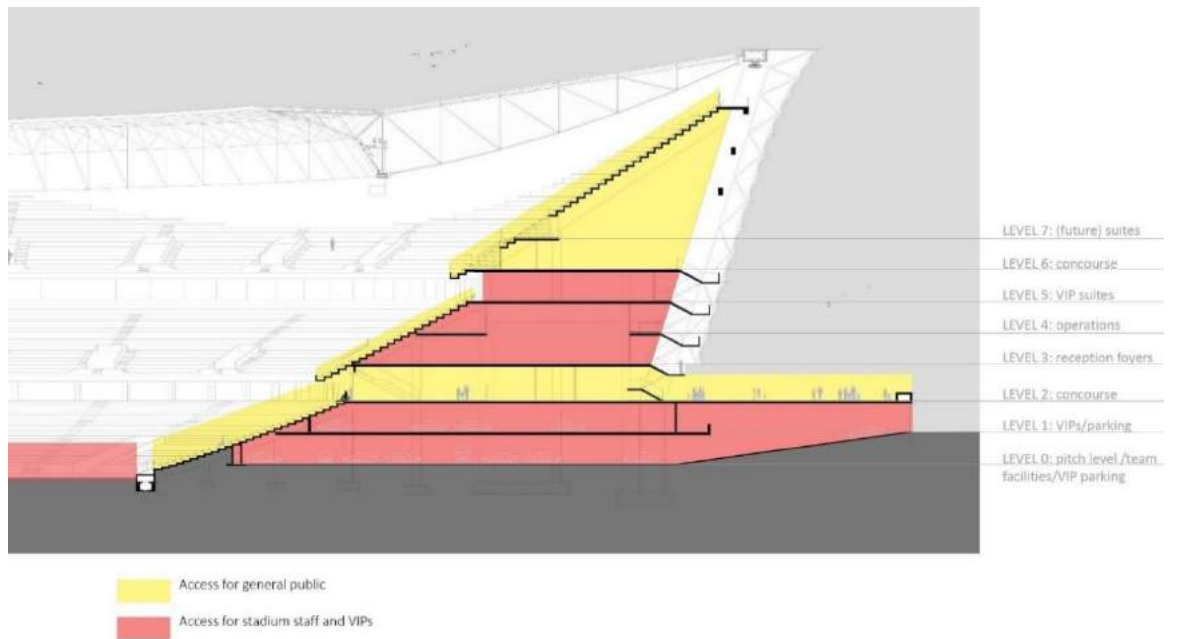 LEVEL 7: (future) suites
LEVEL 6: concourse
LEVEL 5: VIP suites
LEVEL 4: operations
LEVEL 3: reception foyers
LEVEL 2: concourse
LEVEL 1: VIPs/parking
LEVEL 0: pitch level /team
facilities/VIP parking
Access for general public
Access for stadium staff and VIPs